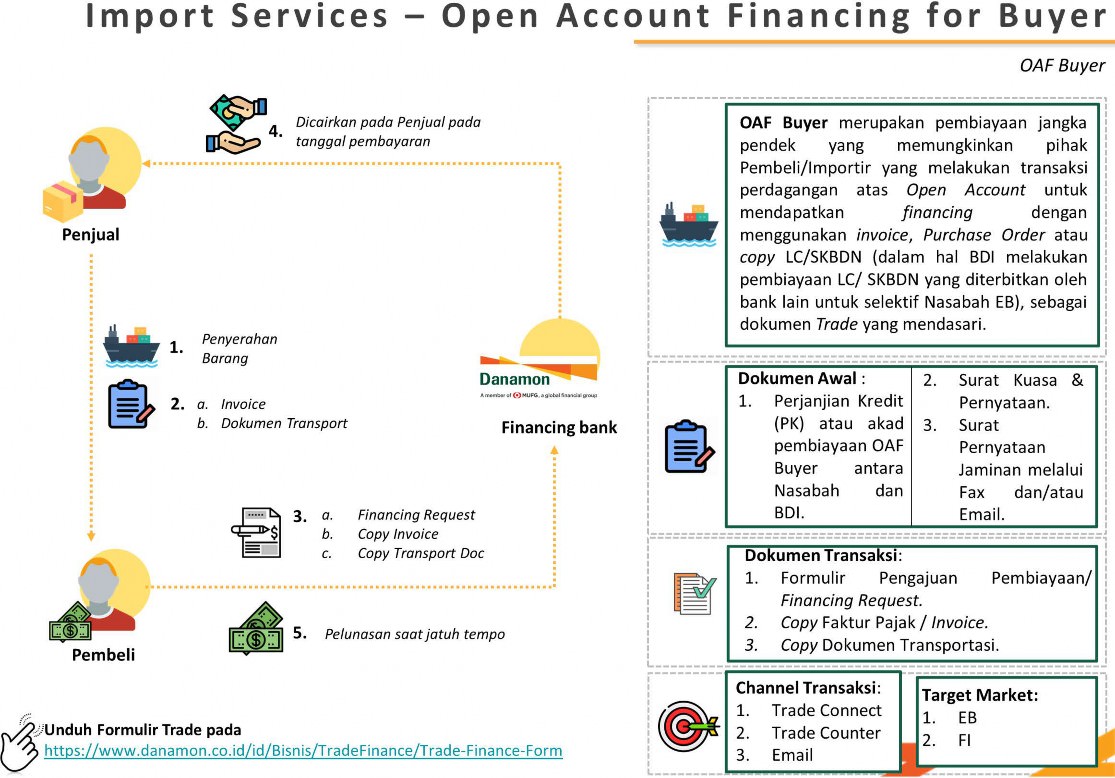 Import Services – Open Account Financing for Buyer
OAF Buyer
4. Dicairkan pada Penjual pada
tanggal pembayaran
Penjual
1. Penyerahan
Barang
2. a. Invoice
b. Dokumen Transport
Danamon
A member of MUFG, a global financial group
Financing bank
3. a. Financing Request
b. Copy Invoice
c. Copy Transport Doc
Pembeli
5. Pelunasan saat jatuh tempo
Unduh Formulir Trade pada
https://www.danamon.co.id/id/Bisnis/TradeFinance/Trade-Finance-Form
OAF Buyer merupakan pembiayaan jangka
pendek yang memungkinkan pihak
Pembeli/Importir yang melakukan transaksi
perdagangan atas Open Account untuk
mendapatkan financing dengan
menggunakan invoice, Purchase Order atau
copy LC/SKBDN (dalam hal BDI melakukan
pembiayaan LC/ SKBDN yang diterbitkan oleh
bank lain untuk selektif Nasabah EB), sebagai
dokumen Trade yang mendasari.
Dokumen Awal :
1. Perjanjian Kredit
(PK) atau akad
pembiayaan OAF
Buyer antara
Nasabah dan
BDI.
2. Surat Kuasa &
Pernyataan.
3. Surat
Pernyataan
Jaminan melalui
Fax dan/atau
Email.
Dokumen Transaksi:
1. Formulir Pengajuan Pembiayaan/
Financing Request.
2. Copy Faktur Pajak / Invoice.
3. Copy Dokumen Transportasi.
Channel Transaksi:
1. Trade Connect
2. Trade Counter
3. Email
Target Market:
1. EB
2. FI